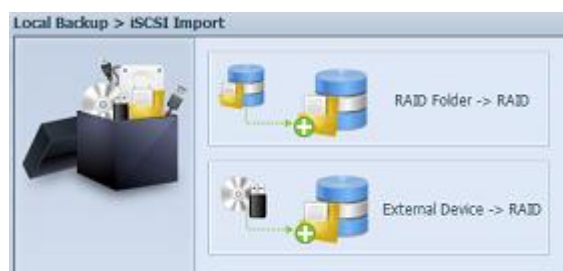 Local Backup > iSCSI Import
RAID Folder -> RAID
External Device -> RAID